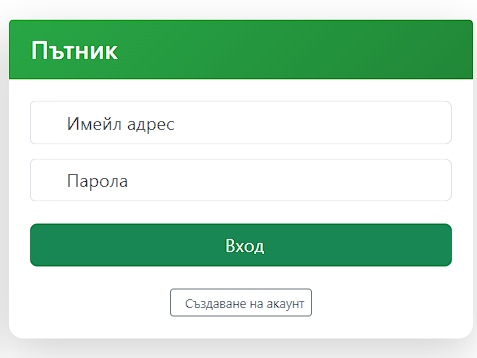 Пътник
Имейл адрес
Парола
Вход
Създаване на акаунт